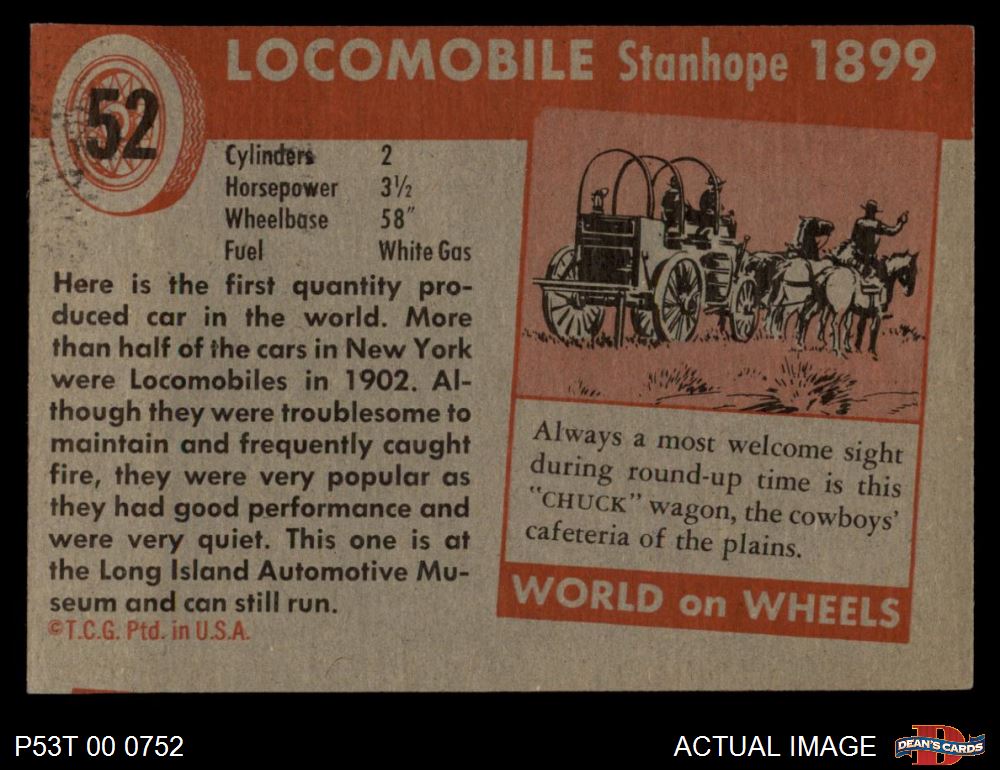 52
LOCOMOBILE Stanhope 1899
Cylinders 2
Horsepower 3½
Wheelbase 58"
Fuel White Gas
Here is the first quantity pro-
duced car in the world. More
than half of the cars in New York
were Locomobiles in 1902. Al-
though they were troublesome to
maintain and frequently caught
fire, they were very popular as
they had good performance and
were very quiet. This one is at
the Long Island Automotive Mu-
seum and can still run.
©T.C.G. Ptd. in U.S.A.
Always a most welcome sight
during round-up time is this
"CHUCK" wagon, the cowboys'
cafeteria of the plains.
WORLD on WHEELS
P53T 00 0752
ACTUAL IMAGE
D
DEAN'S CARDS